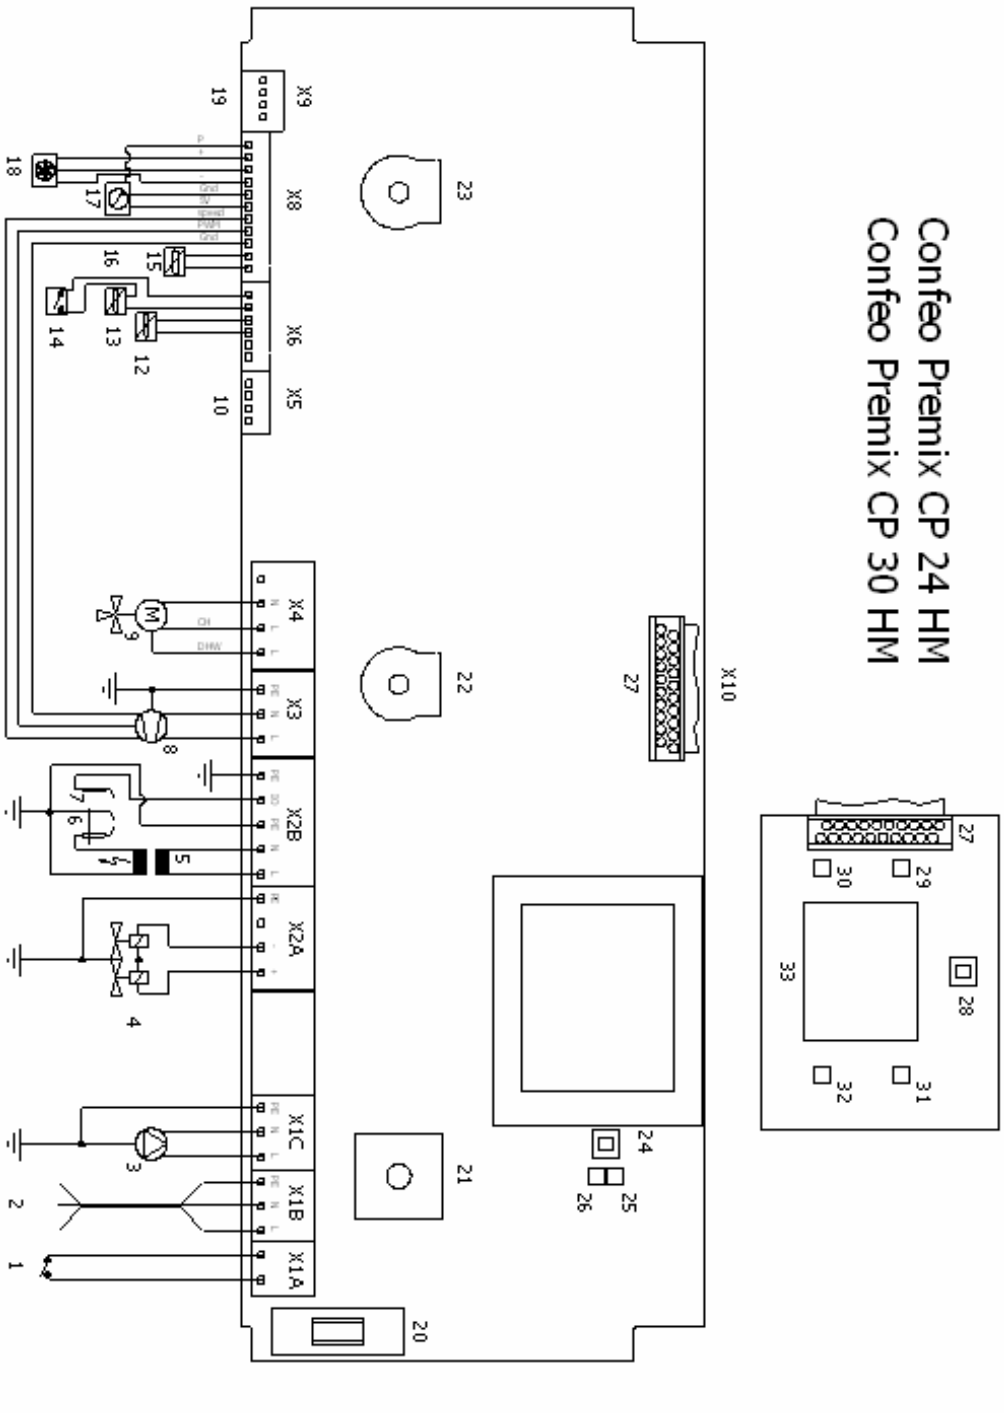 Confeo Premix CP 24 HM
Confeo Premix CP 30 HM
X9
19
X8
P
+
-
Gnd
5V
speed
PWM
Gnd
18
17
16
15
14
13
12
X6
X5
10
23
X4
N
L
L
CH
DHW
M
9
X3
PE
N
L
8
22
X10
27
X2B
PE
PE
N
L
7
6
5
X2A
PE
-
+
4
X1C
PE
N
L
3
X1B
PE
N
L
2
X1A
1
20
21
24
25
26
27
28
29
30
31
32
33